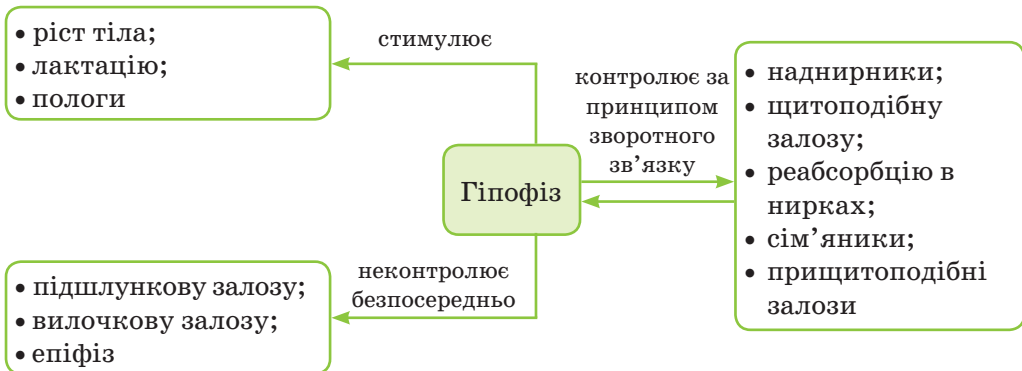 • ріст тіла;
• лактацію;
• пологи
стимулює
контролює за
принципом
зворотного
зв’язку
• наднирники;
• щитоподібну
залозу;
• реабсорбцію в
нирках;
• сім’яники;
• прищитоподібні
залози
Гіпофіз
неконтролює
безпосередньо
• підшлункову залозу;
• вилочкову залозу;
• епіфіз